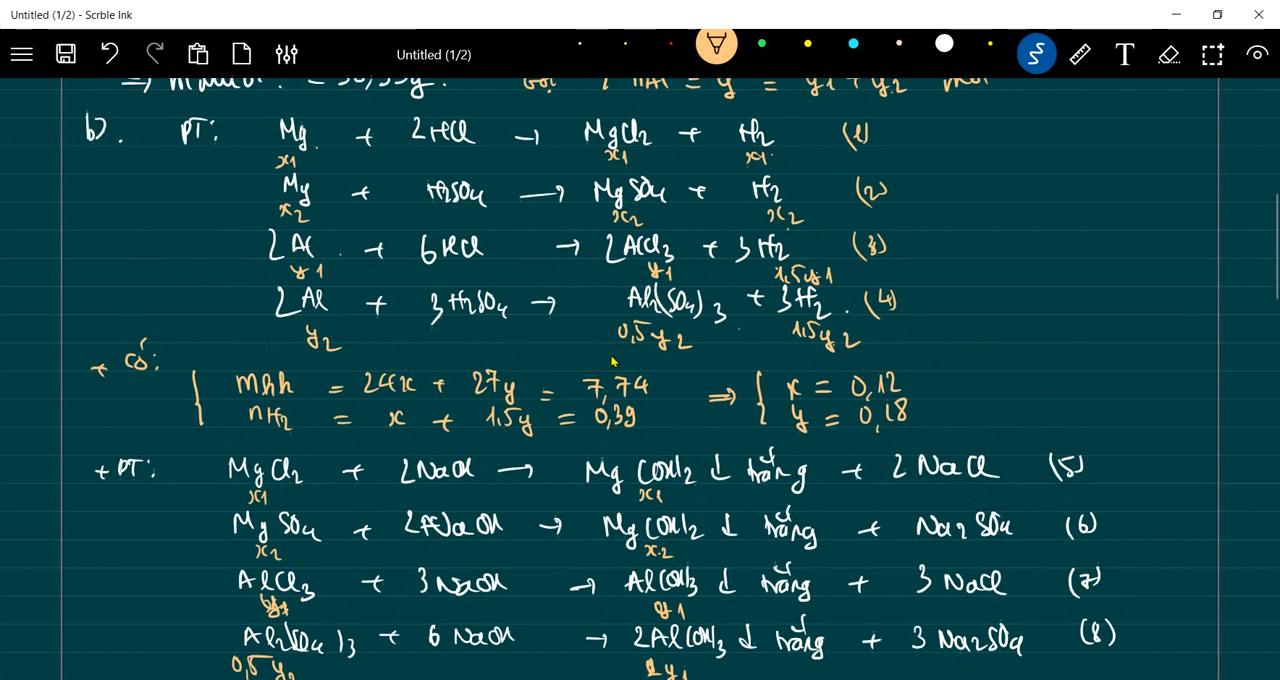 Untitled (1/2) - Scrble Ink
Untitled (1/2)
T
= y = y1 + y2 mol
b). PT: Mg + 2HCl → MgCl2 + H2 (1)
x1 x1 x1
Mg + H2SO4 → MgSO4 + H2 (2)
x2 x2 x2
2Al + 6HCl → 2AlCl3 + 3H2 (3)
y1 y1 1,5y1
2Al + 3H2SO4 → Al2(SO4)3 + 3H2. (4)
y2 0,5y2 1,5y2
+ Có:
{ mhh = 24x + 27y = 7,74 ⇒ { x = 0,12
nH2 = x + 1.5y = 0,39 y = 0,18
+ PT: MgCl2 + 2NaOH → Mg(OH)2 ↓ trắng + 2NaCl (5)
x1 x1
MgSO4 + 2NaOH → Mg(OH)2 ↓ trắng + Na2SO4 (6)
x2 x2
AlCl3 + 3NaOH → Al(OH)3 ↓ trắng + 3NaCl (7)
y1 y1
Al2(SO4)3 + 6NaOH → 2Al(OH)3 ↓ trắng + 3Na2SO4 (8)
0,5y2